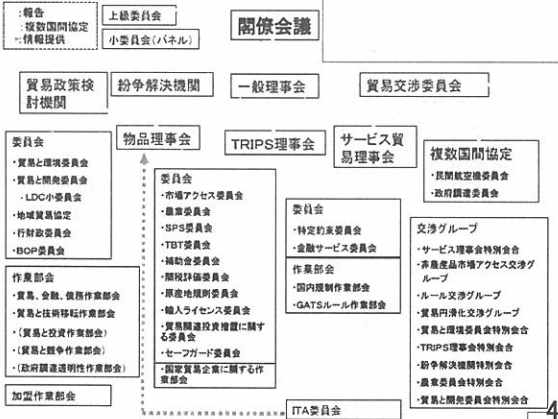 :報告
:複数国間協定
:情報提供
上級委員会
小委員会(パネル)
閣僚会議
貿易政策検
討機関
紛争解決機関
一般理事会
貿易交渉委員会
委員会
・貿易と環境委員会
・貿易と開発委員会
- LDC小委員会
・地域貿易協定
・行財政委員会
・BOP委員会
作業部会
・貿易、金融、債務作業部会
・貿易と技術移転作業部会
・(貿易と投資作業部会)
・(貿易と競争作業部会)
・(政府調達透明性作業部会)
加盟作業部会
物品理事会
委員会
・市場アクセス委員会
・農業委員会
・SPS委員会
・TBT委員会
・補助金委員会
・関税評価委員会
・原産地規則委員会
・輸入ライセンス委員会
・貿易関連投資措置に関す
る委員会
・セーフガード委員会
・国家貿易企業に関する作
業部会
TRIPS理事会
サービス貿
易理事会
委員会
・特定約束委員会
・金融サービス委員会
作業部会
・国内規制作業部会
・GATSルール作業部会
ITA委員会
複数国間協定
・民間航空機委員会
・政府調達委員会
交渉グループ
・サービス理事会特別会合
・非農産品市場アクセス交渉グ
ループ
・ルール交渉グループ
・貿易円滑化交渉グループ
・貿易と環境委員会特別会合
・TRIPS理事会特別会合
・紛争解決機関特別会合
・農業委員会特別会合
・貿易と開発委員会特別会合
4